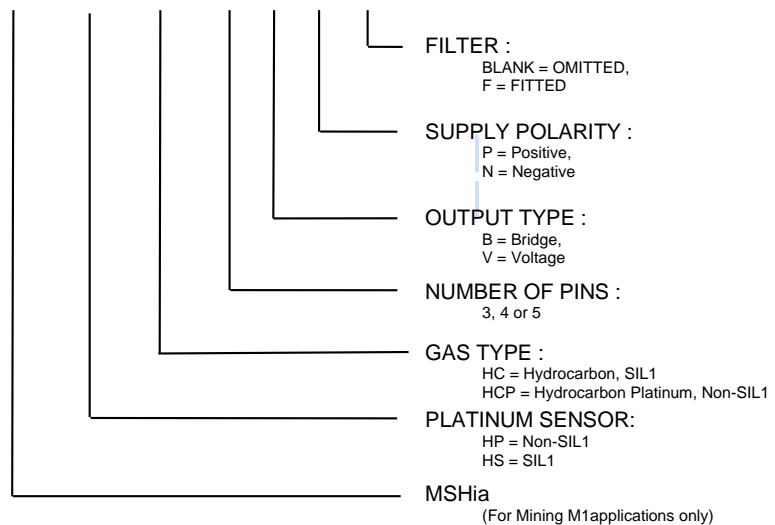 FILTER :
BLANK = OMITTED,
F = FITTED
SUPPLY POLARITY :
P = Positive,
N = Negative
OUTPUT TYPE :
B = Bridge,
V = Voltage
NUMBER OF PINS :
3, 4 or 5
GAS TYPE :
HC = Hydrocarbon, SIL1
HCP = Hydrocarbon Platinum, Non-SIL1
PLATINUM SENSOR:
HP = Non-SIL1
HS = SIL1
MSHia
(For Mining M1applications only)